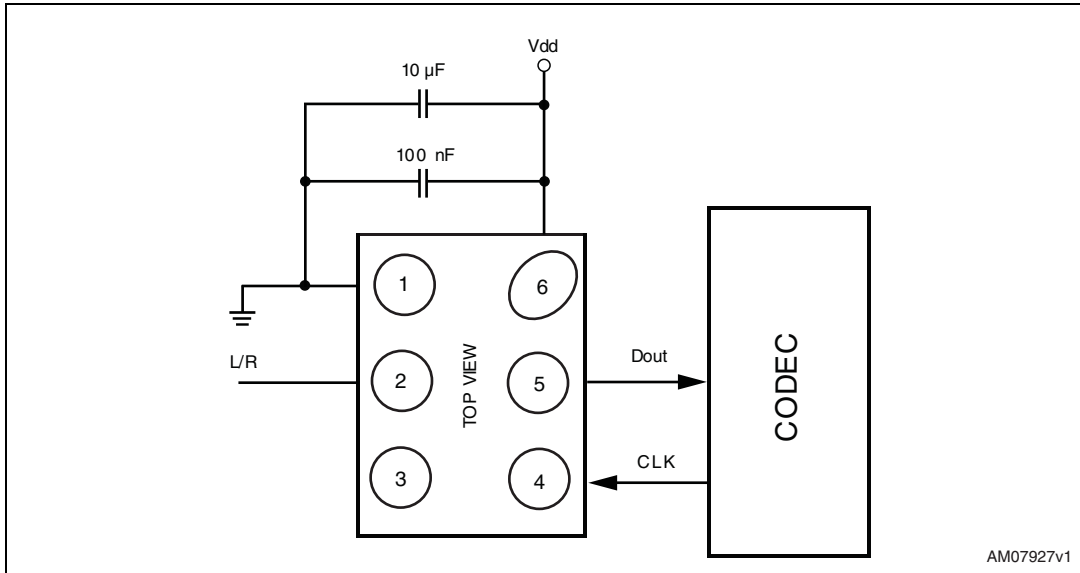 Vdd
10 µF
100 nF
1
6
L/R
2
TOP VIEW
5
Dout
CODEC
3
4
CLK
AM07927v1